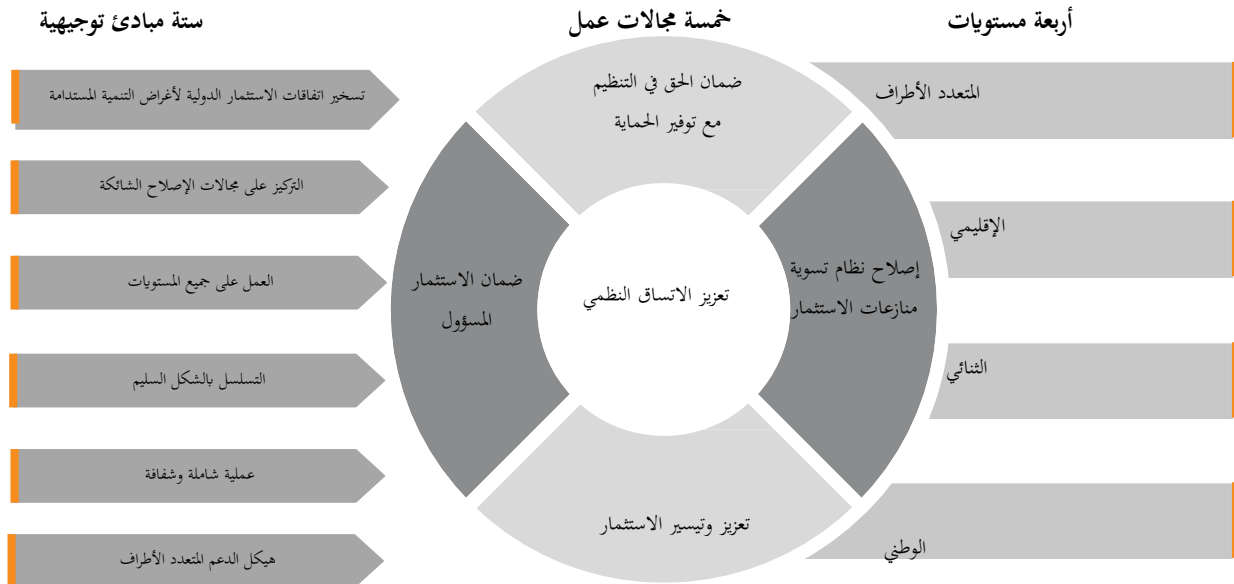 أربعة مستويات
المتعدد الأطراف
الإقليمي
الثنائي
الوطني
خمسة مجالات عمل
ضمان الحق في التنظيم
مع توفير الحماية
إصلاح نظام تسوية
منازعات الاستثمار
تعزيز الاتساق النظمي
ضمان الاستثمار
المسؤول
تعزيز وتيسير الاستثمار
ستة مبادئ توجيهية
تسخير اتفاقات الاستثمار الدولية لأغراض التنمية المستدامة
التركيز على مجالات الإصلاح الشائكة
العمل على جميع المستويات
التسلسل بالشكل السليم
عملية شاملة وشفافة
هيكل الدعم المتعدد الأطراف